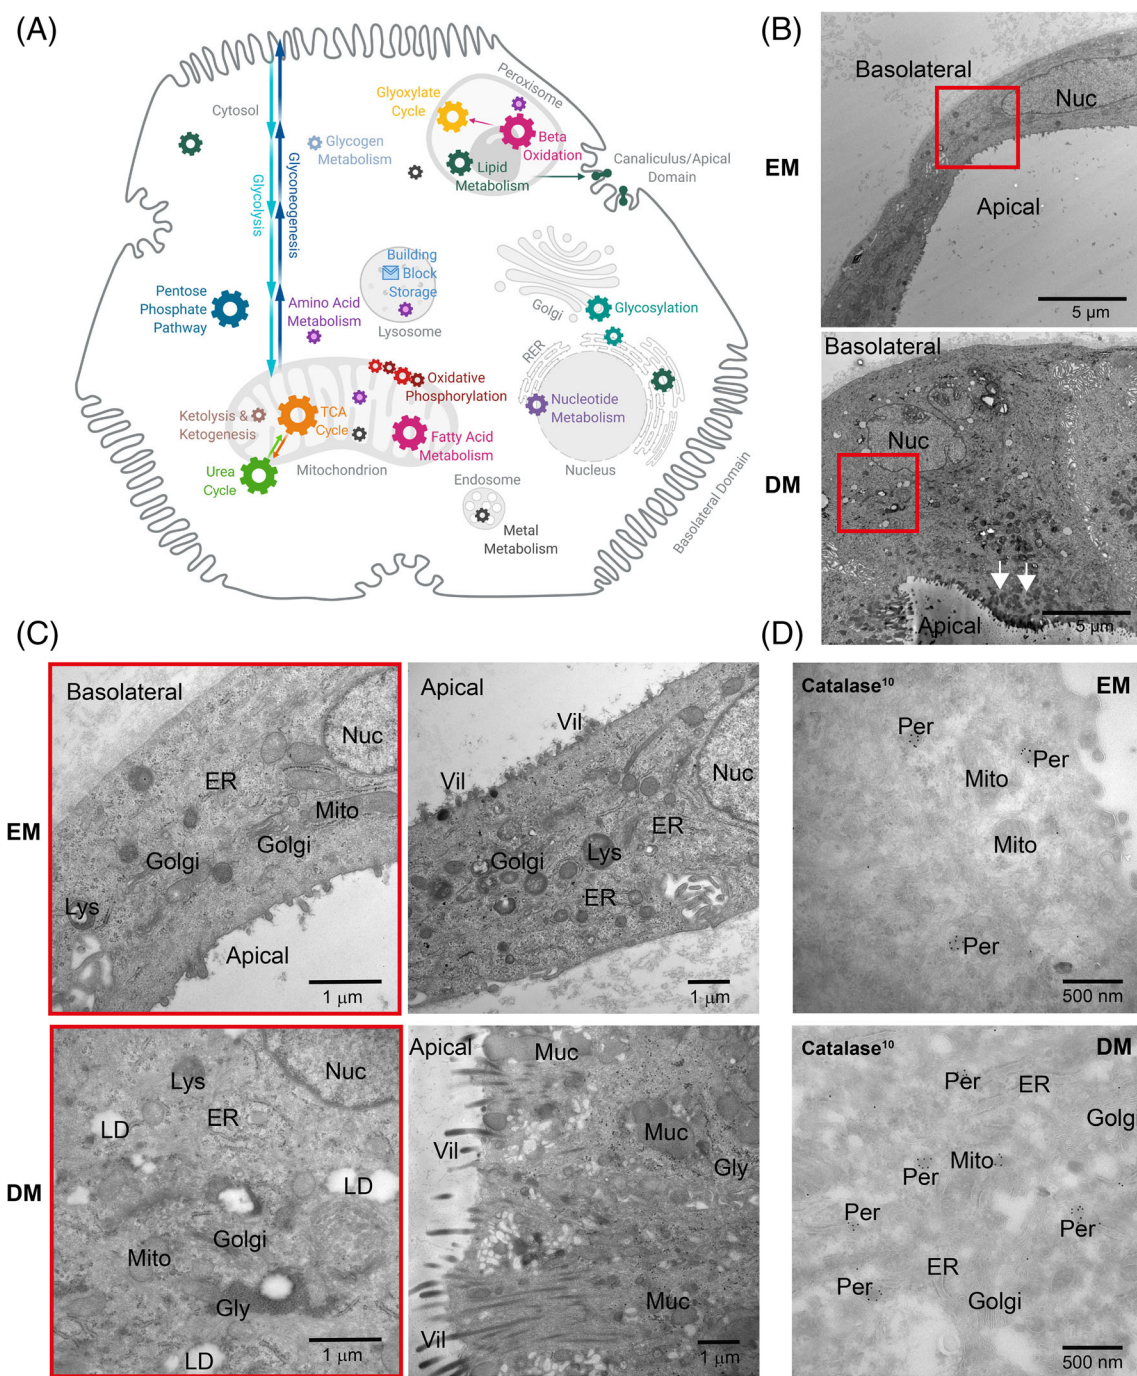 (A)
Cytosol
Glycolysis
Glyconeogenesis
Glycogen
Metabolism
Glyoxylate
Cycle
Peroxisome
Beta
Oxidation
Lipid
Metabolism
Canaliculus/Apical
Domain
Pentose
Phosphate
Pathway
Amino Acid
Metabolism
Building
Block
Storage
Lysosome
Golgi
Glycosylation
RER
Nucleotide
Metabolism
Nucleus
Oxidative
Phosphorylation
Ketolysis &
Ketogenesis
TCA
Cycle
Fatty Acid
Metabolism
Mitochondrion
Urea
Cycle
Endosome
Metal
Metabolism
Basolateral Domain
(B)
EM
Basolateral
Nuc
Apical
5 µm
DM
Basolateral
Nuc
Apical
5 µm
(C)
EM
Basolateral
Nuc
ER
Mito
Golgi
Golgi
Lys
Apical
1 µm
Apical
Vil
Vil
Nuc
ER
Golgi
Lys
ER
1 µm
DM
Lys
Nuc
ER
LD
LD
Golgi
Mito
Gly
LD
1 µm
Apical
Muc
Vil
Muc
Gly
Muc
Vil
1 µm
(D)
Catalase¹⁰
EM
Per
Per
Mito
Mito
Per
500 nm
Catalase¹⁰
DM
Per
ER
Golgi
Mito
Per
Per
Per
ER
Per
Golgi
500 nm